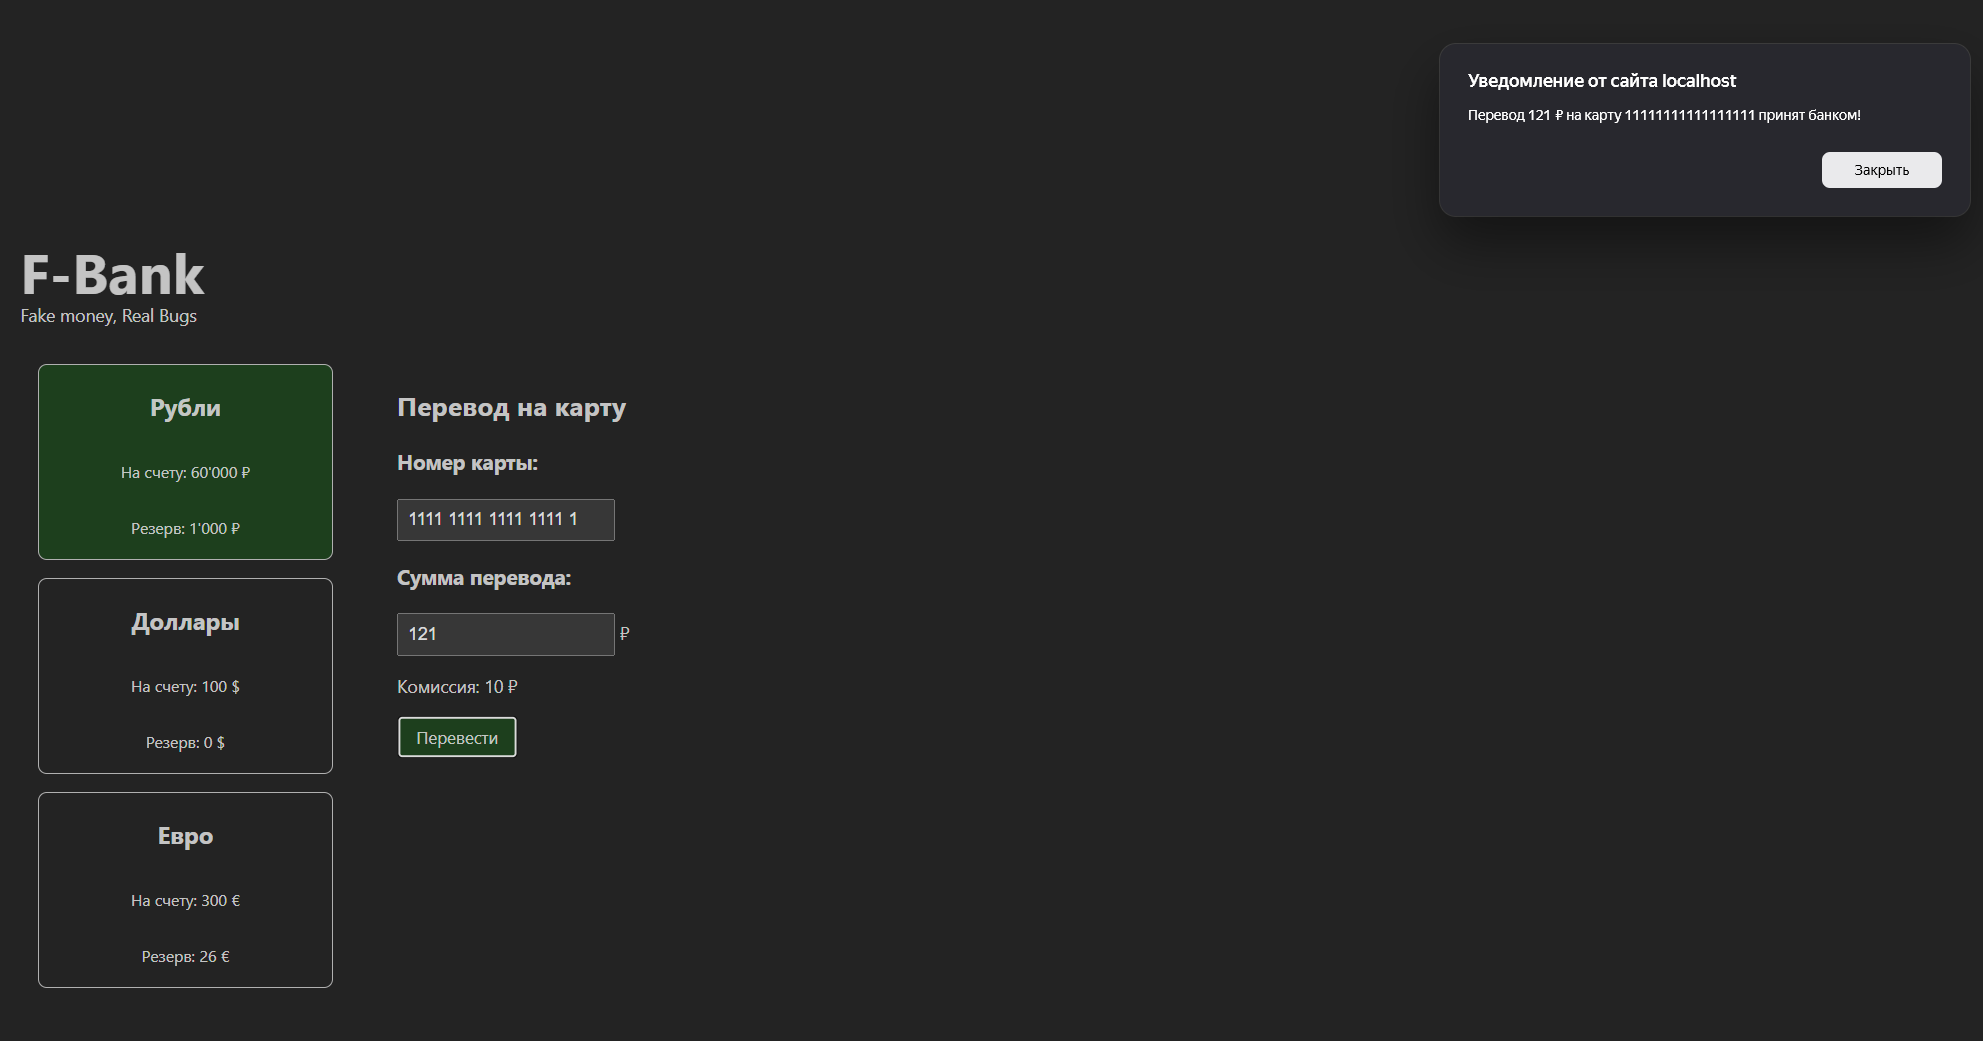 Уведомление от сайта localhost
Перевод 121 ₽ на карту 11111111111111111 принят банком!
Закрыть
F-Bank
Fake money, Real Bugs
Рубли
На счету: 60'000 ₽
Резерв: 1'000 ₽
Доллары
На счету: 100 $
Резерв: 0 $
Евро
На счету: 300 €
Резерв: 26 €
Перевод на карту
Номер карты:
1111 1111 1111 1111 1
Сумма перевода:
121 ₽
Комиссия: 10 ₽
Перевести